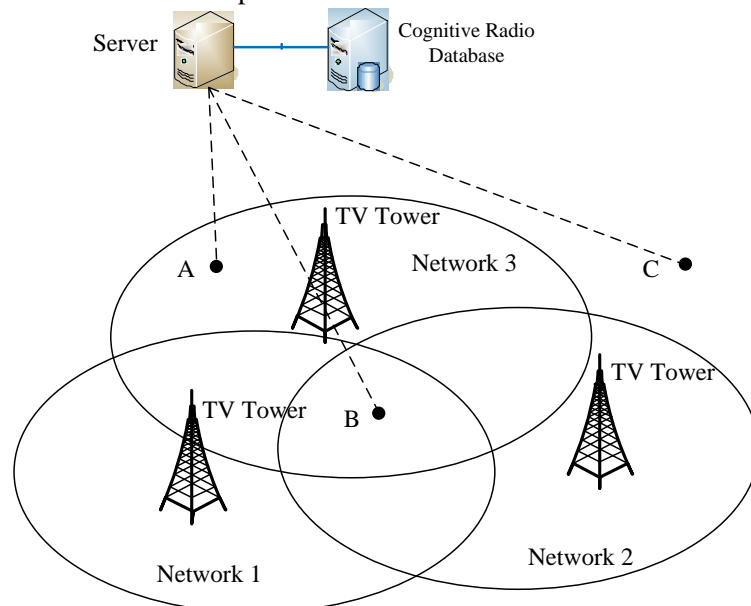 Server
Cognitive Radio
Database
TV Tower
A
Network 3
C
TV Tower
TV Tower
B
Network 2
Network 1